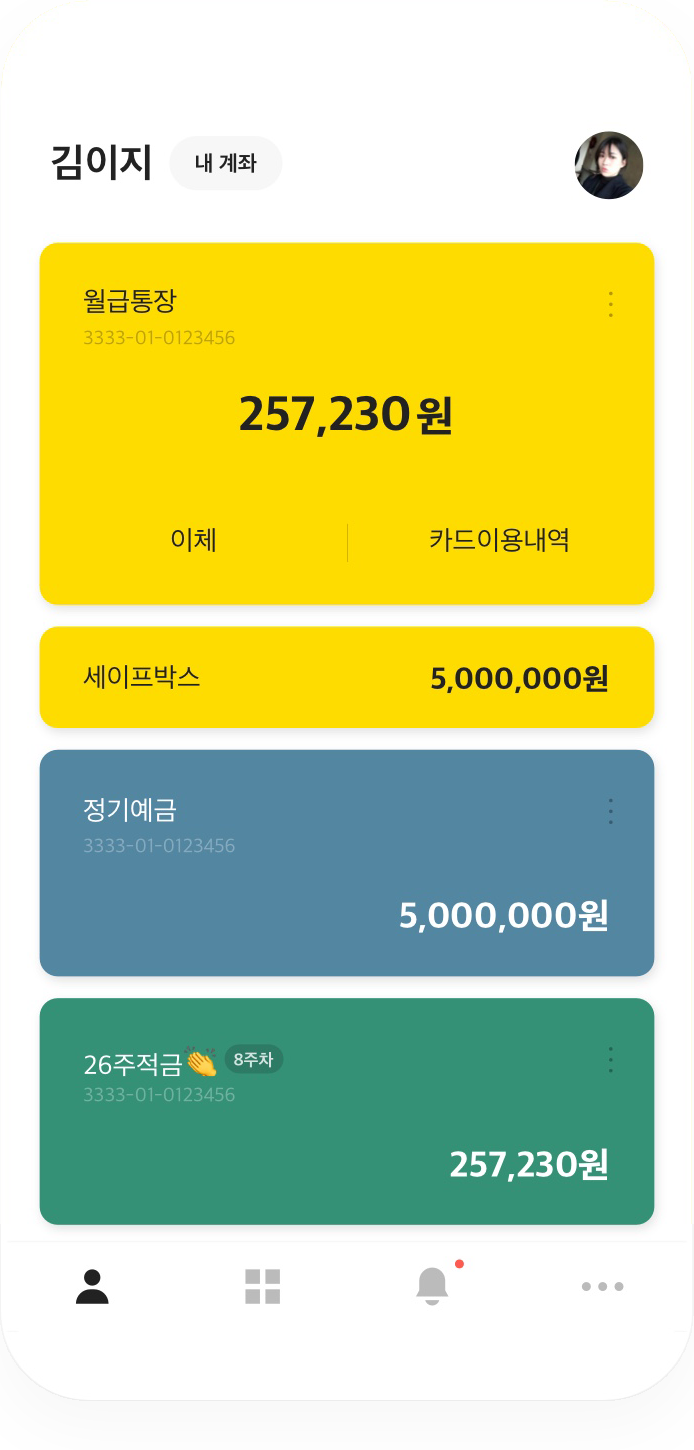 김이지 내 계좌
월급통장
3333-01-0123456
257,230원
이체 카드이용내역
세이프박스 5,000,000원
정기예금
3333-01-0123456
5,000,000원
26주적금👏 8주차
3333-01-0123456
257,230원